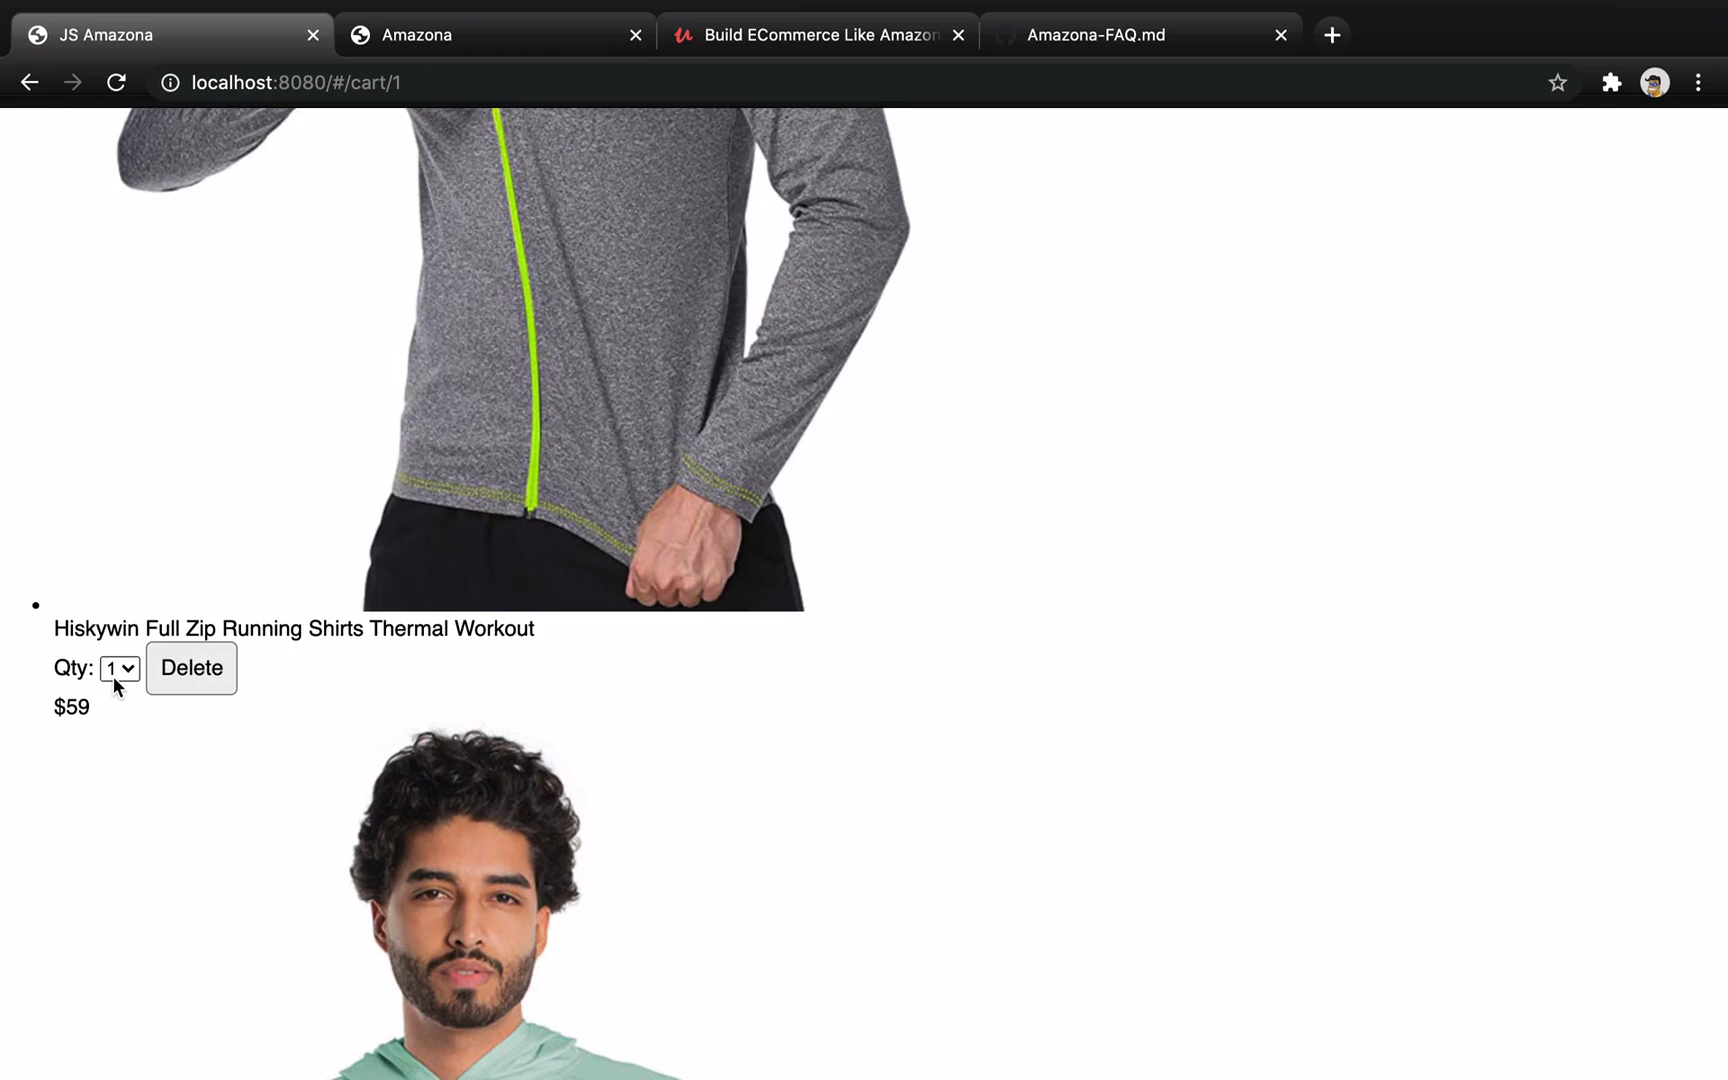 JS Amazona
Amazona
Build ECommerce Like Amazon
Amazona-FAQ.md
localhost:8080/#/cart/1
Hiskywin Full Zip Running Shirts Thermal Workout
Qty: 1 Delete
$59